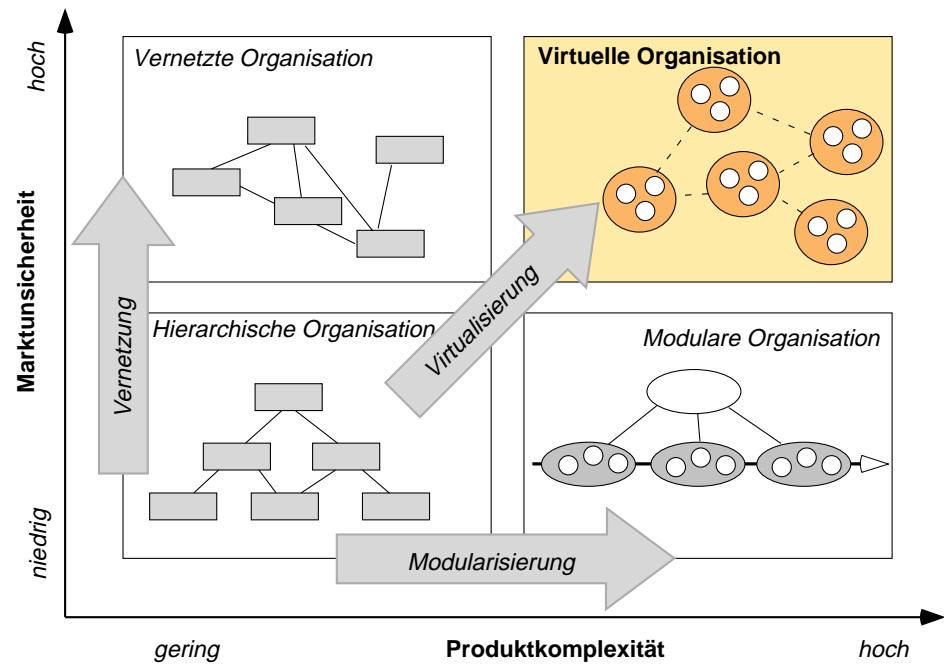 hoch
Vernetzte Organisation
Virtuelle Organisation
Marktunsicherheit
Vernetzung
Hierarchische Organisation
Virtualisierung
Modulare Organisation
niedrig
Modularisierung
gering
Produktkomplexität
hoch